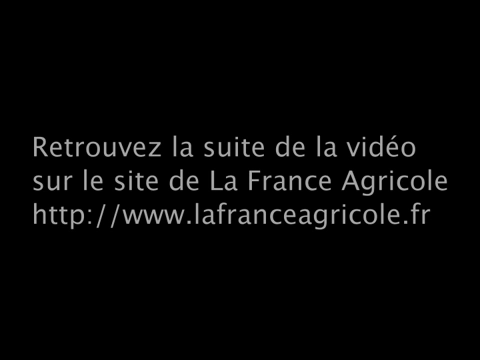 Retrouvez la suite de la vidéo
sur le site de La France Agricole
http://www.lafranceagricole.fr